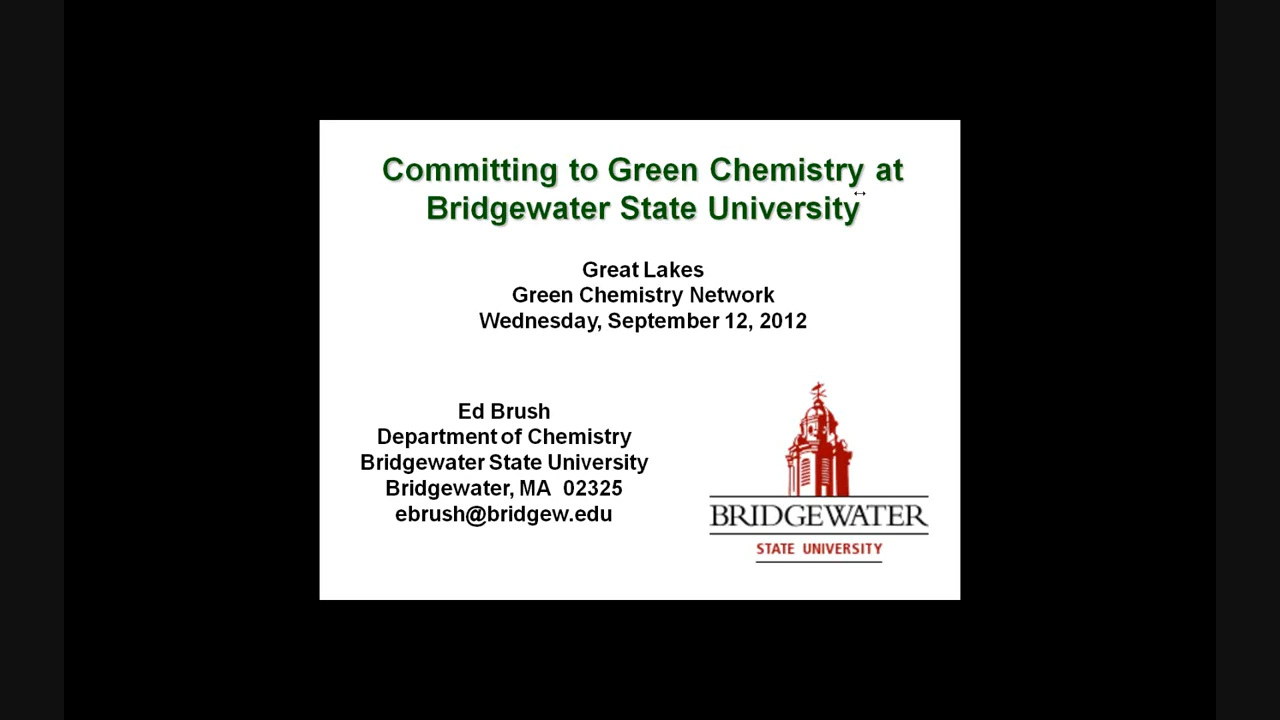 Committing to Green Chemistry at
Bridgewater State University
Great Lakes
Green Chemistry Network
Wednesday, September 12, 2012
Ed Brush
Department of Chemistry
Bridgewater State University
Bridgewater, MA 02325
ebrush@bridgew.edu
BRIDGEWATER
STATE UNIVERSITY